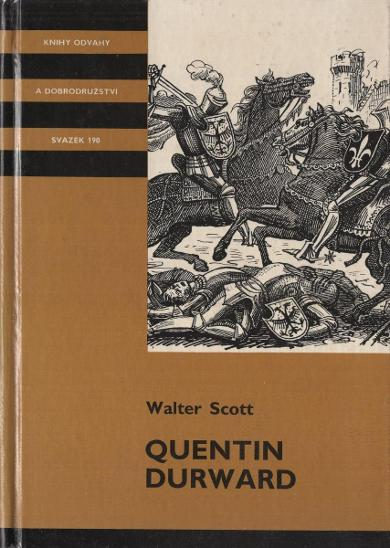 KNIHY ODVAHY
A DOBRODRUŽSTVÍ
SVAZEK 190
Walter Scott
QUENTIN
DURWARD